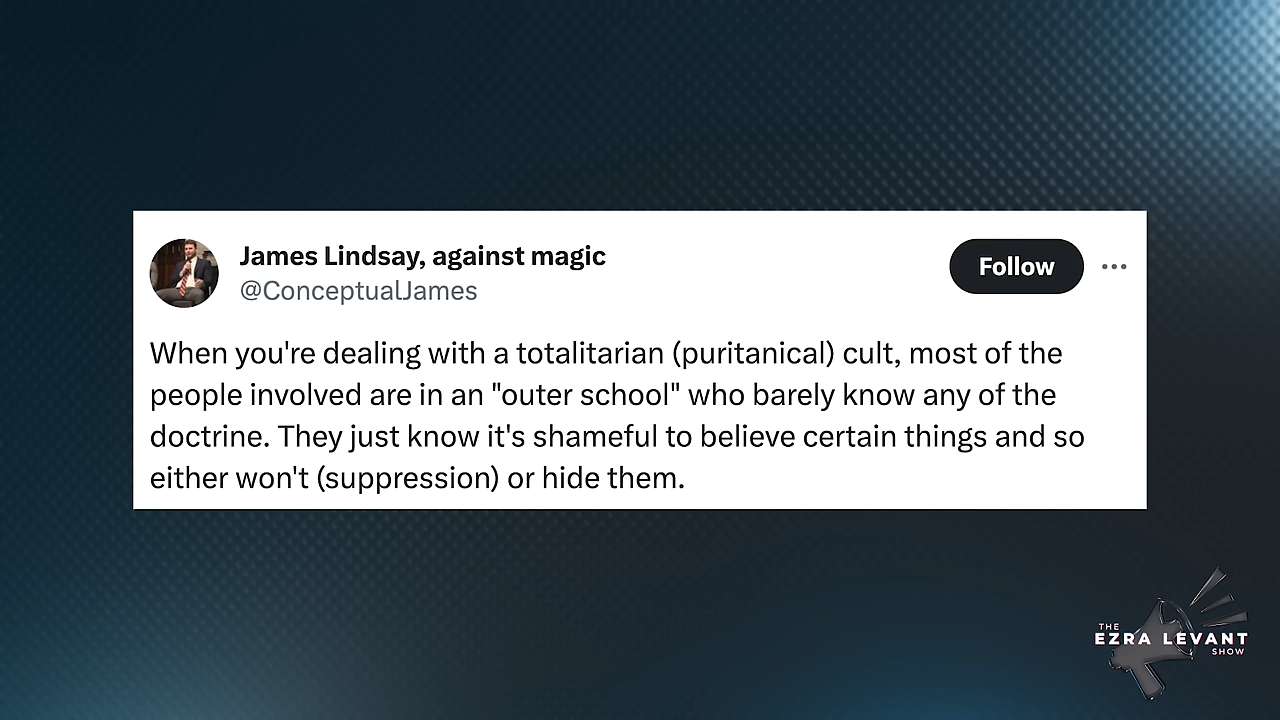 James Lindsay, against magic
@ConceptualJames
Follow
When you're dealing with a totalitarian (puritanical) cult, most of the
people involved are in an "outer school" who barely know any of the
doctrine. They just know it's shameful to believe certain things and so
either won't (suppression) or hide them.
THE
EZRA LEVANT
SHOW